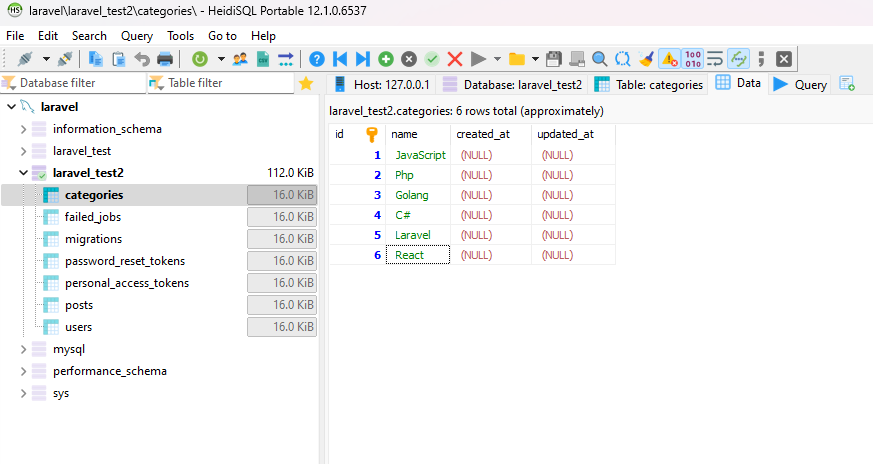 laravel\laravel_test2\categories\ - HeidiSQL Portable 12.1.0.6537
File Edit Search Query Tools Go to Help
Database filter Table filter
Host: 127.0.0.1 Database: laravel_test2 Table: categories Data Query
laravel
information_schema
laravel_test
laravel_test2 112.0 KiB
categories 16.0 KiB
failed_jobs 16.0 KiB
migrations 16.0 KiB
password_reset_tokens 16.0 KiB
personal_access_tokens 16.0 KiB
posts 16.0 KiB
users 16.0 KiB
mysql
performance_schema
sys
laravel_test2.categories: 6 rows total (approximately)
id name created_at updated_at
1 JavaScript (NULL) (NULL)
2 Php (NULL) (NULL)
3 Golang (NULL) (NULL)
4 C# (NULL) (NULL)
5 Laravel (NULL) (NULL)
6 React (NULL) (NULL)